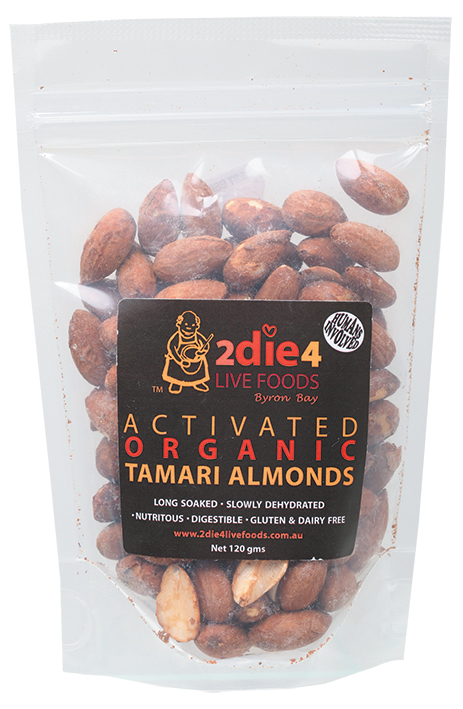 HUMANS
INVOLVED
2die4
LIVE FOODS
Byron Bay
TM
ACTIVATED
ORGANIC
TAMARI ALMONDS
LONG SOAKED • SLOWLY DEHYDRATED
• NUTRITOUS • DIGESTIBLE • GLUTEN & DAIRY FREE
www.2die4livefoods.com.au
Net 120 gms